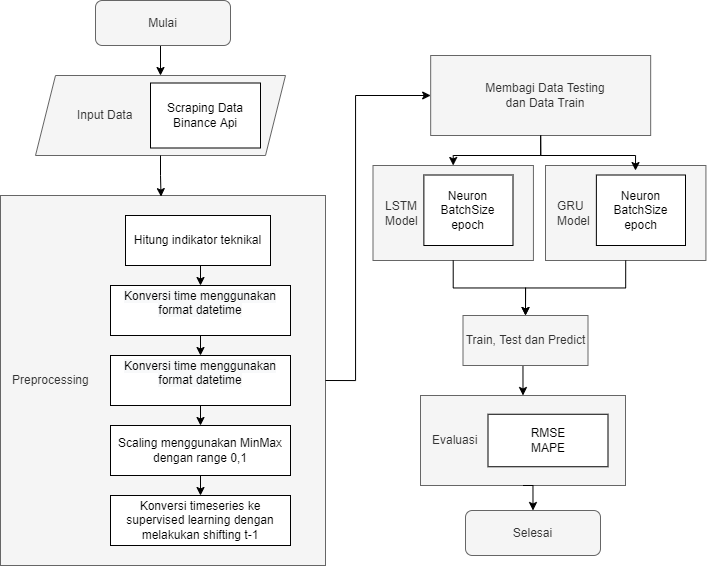 Mulai
Input Data
Scraping Data
Binance Api
Preprocessing
Hitung indikator teknikal
Konversi time menggunakan
format datetime
Konversi time menggunakan
format datetime
Scaling menggunakan MinMax
dengan range 0,1
Konversi timeseries ke
supervised learning dengan
melakukan shifting t-1
Membagi Data Testing
dan Data Train
LSTM
Model
Neuron
BatchSize
epoch
GRU
Model
Neuron
BatchSize
epoch
Train, Test dan Predict
Evaluasi
RMSE
MAPE
Selesai